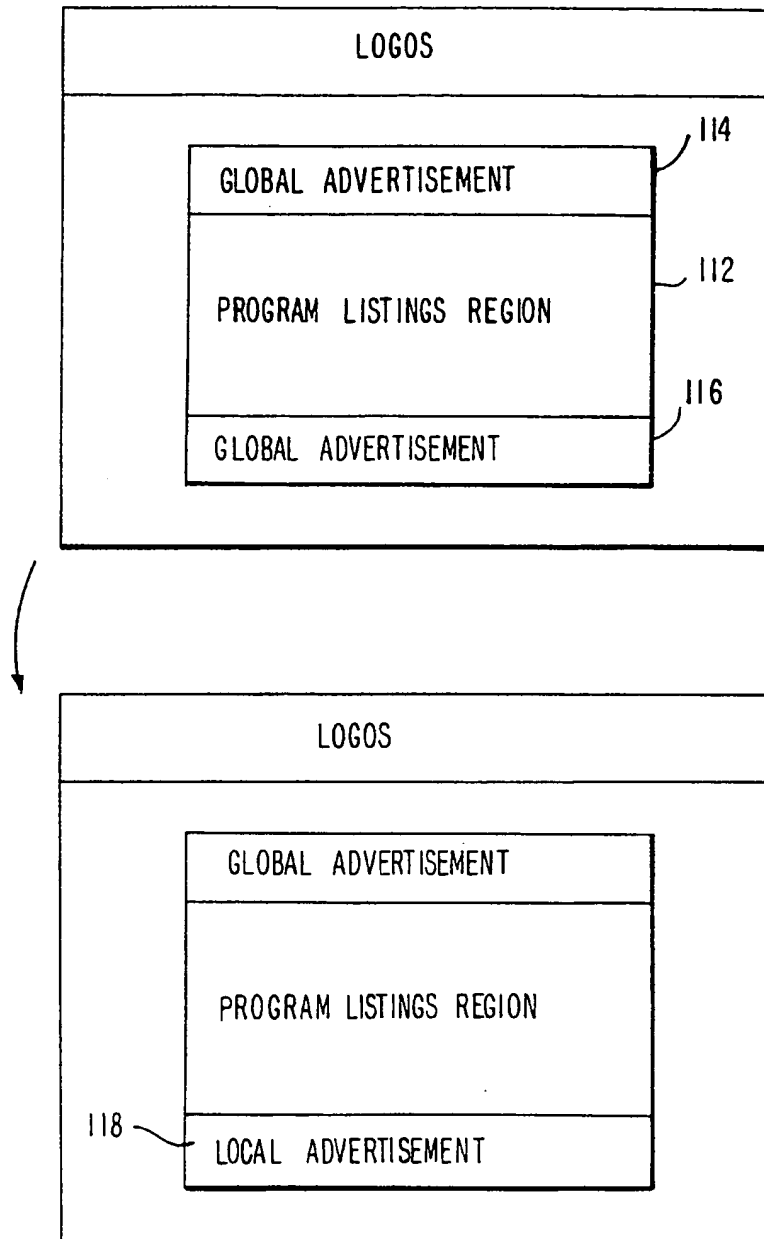 LOGOS
114
GLOBAL ADVERTISEMENT
112
PROGRAM LISTINGS REGION
116
GLOBAL ADVERTISEMENT
LOGOS
GLOBAL ADVERTISEMENT
PROGRAM LISTINGS REGION
118
LOCAL ADVERTISEMENT